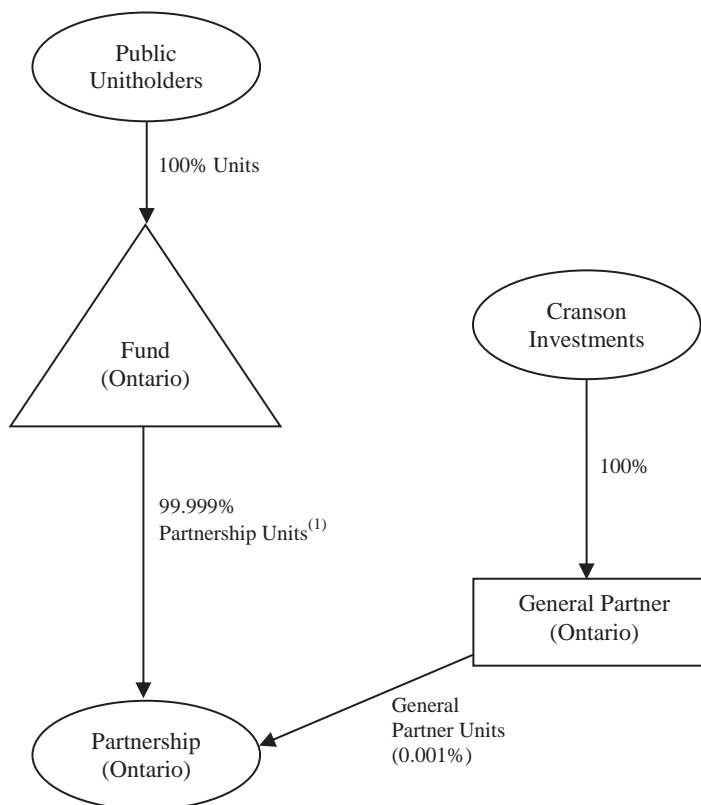 Public
Unitholders
100% Units
Fund
(Ontario)
Cranson
Investments
100%
99.999%
Partnership Units(1)
General Partner
(Ontario)
General
Partner Units
(0.001%)
Partnership
(Ontario)